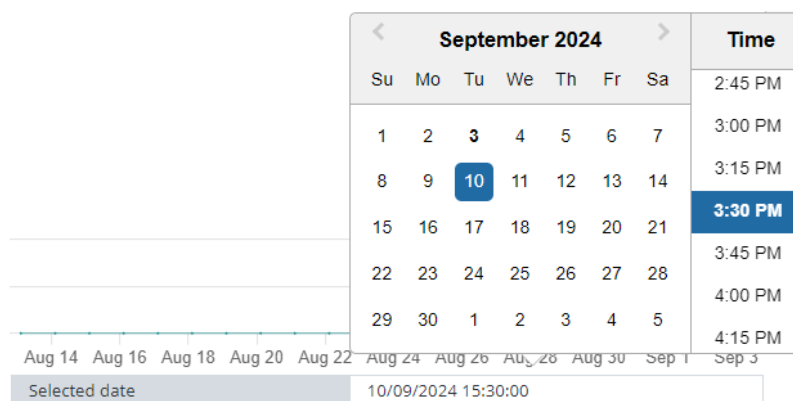 September 2024 Time
Su Mo Tu We Th Fr Sa
2:45 PM
1 2 3 4 5 6 7
3:00 PM
3:15 PM
8 9 10 11 12 13 14
3:30 PM
15 16 17 18 19 20 21
3:45 PM
22 23 24 25 26 27 28
4:00 PM
29 30 1 2 3 4 5
4:15 PM
Aug 14 Aug 16 Aug 18 Aug 20 Aug 22 Aug 24 Aug 26 Aug 28 Aug 30 Sep 1 Sep 3
Selected date 10/09/2024 15:30:00